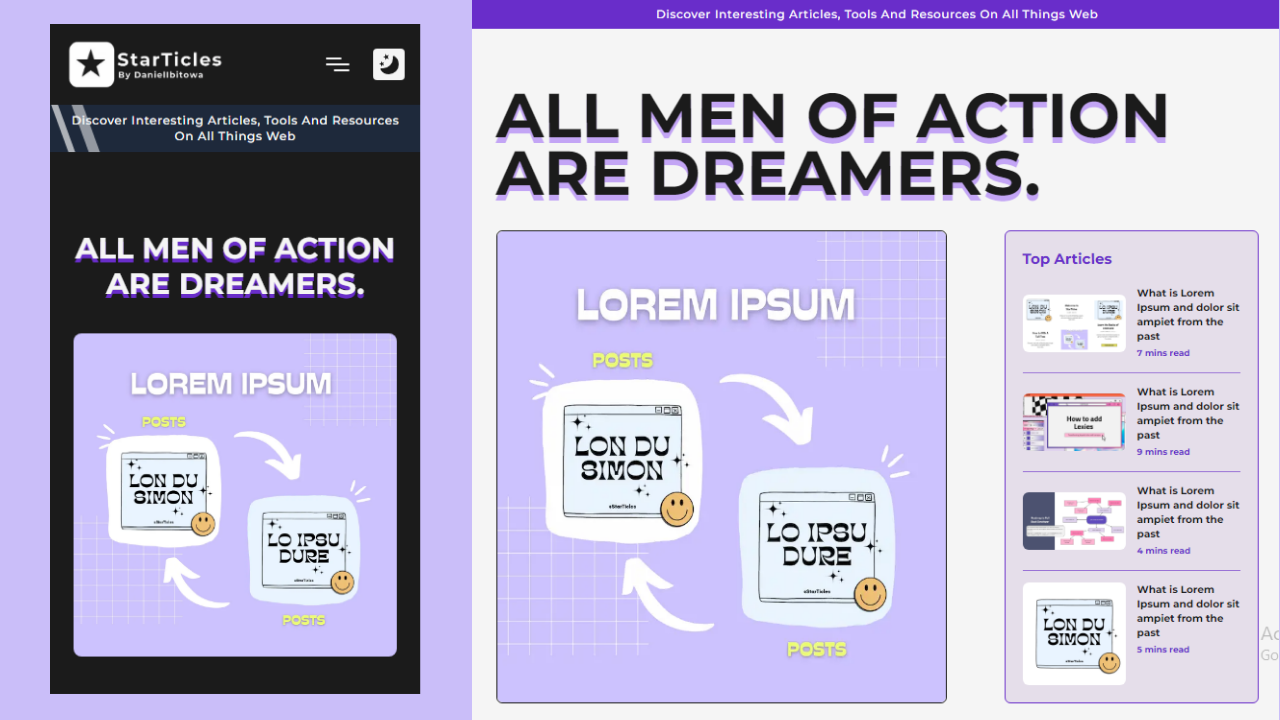 StarTicles
By DanielIbitowa
Discover Interesting Articles, Tools And Resources
On All Things Web
ALL MEN OF ACTION
ARE DREAMERS.
LOREM IPSUM
POSTS
LON DU
SIMON
LO IPSU
DURE
POSTS
Discover Interesting Articles, Tools And Resources On All Things Web
ALL MEN OF ACTION
ARE DREAMERS.
LOREM IPSUM
POSTS
LON DU
SIMON
xStarTicles
LO IPSU
DURE
xStarTicles
POSTS
Top Articles
What is Lorem
Ipsum and dolor sit
ampiet from the
past
7 mins read
What is Lorem
Ipsum and dolor sit
ampiet from the
past
9 mins read
How to add
Lexies
What is Lorem
Ipsum and dolor sit
ampiet from the
past
4 mins read
What is Lorem
Ipsum and dolor sit
ampiet from the
past
5 mins read
LON DU
SIMON
Ac
Go